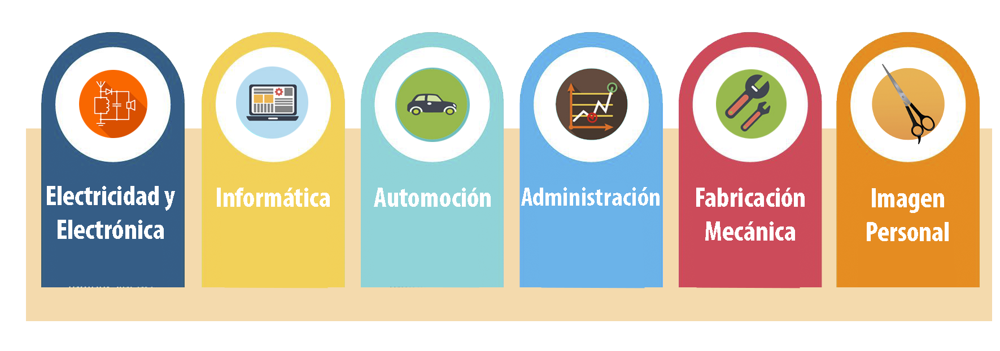 Electricidad y
Electrónica
Informática
Automoción
Administración
Fabricación
Mecánica
Imagen
Personal